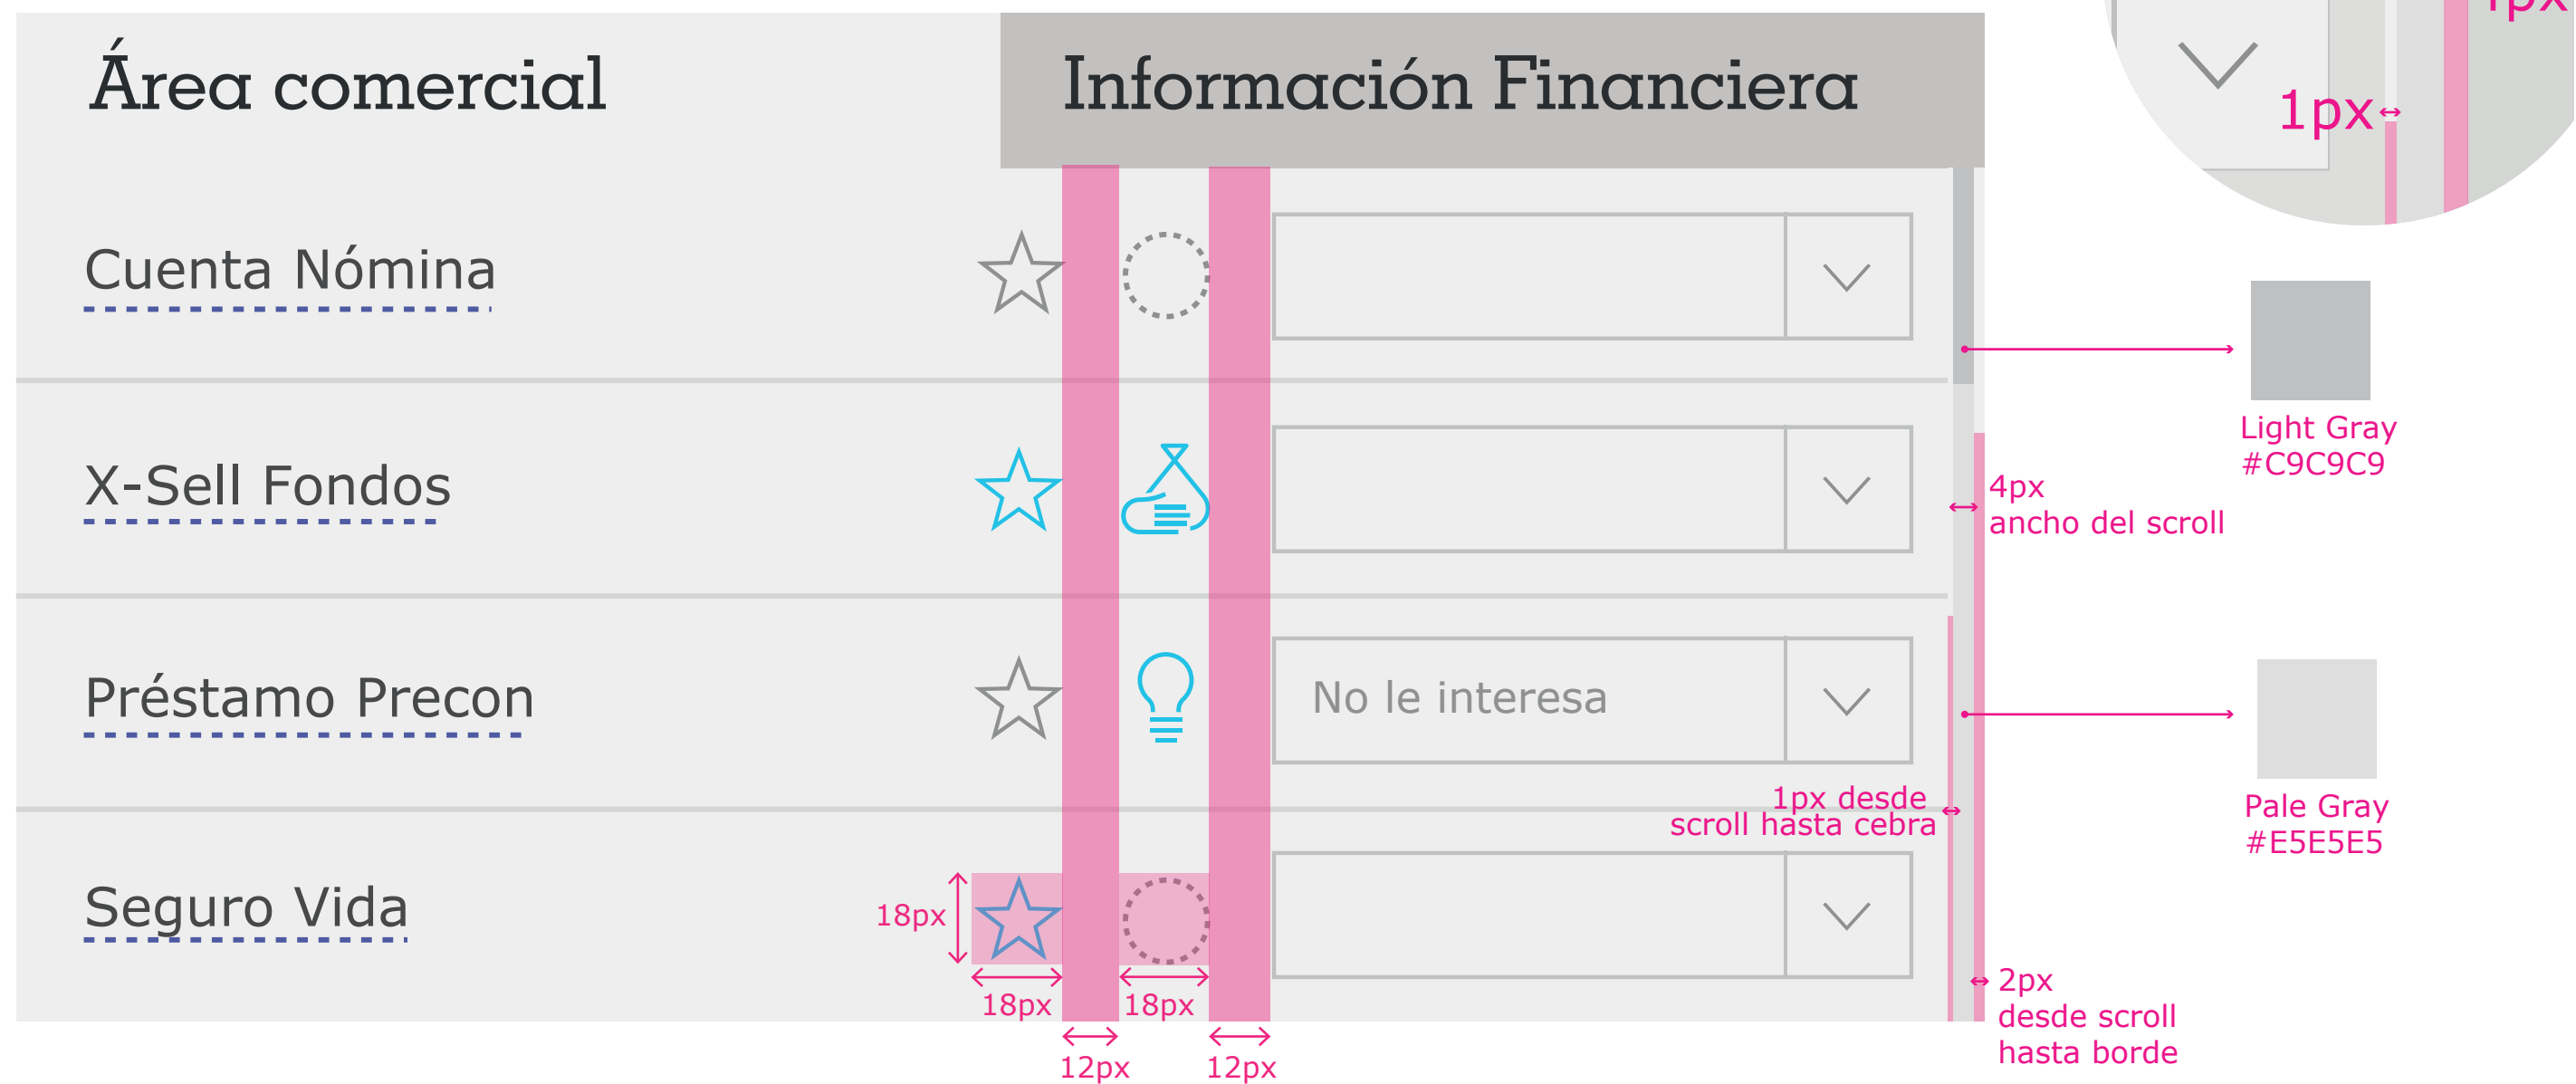 Área comercial
Información Financiera
1px
Cuenta Nómina
Light Gray
#C9C9C9
X-Sell Fondos
4px
ancho del scroll
Préstamo Precon
No le interesa
1px desde
scroll hasta cebra
Pale Gray
#E5E5E5
Seguro Vida
18px
18px
18px
2px
desde scroll
hasta borde
12px
12px